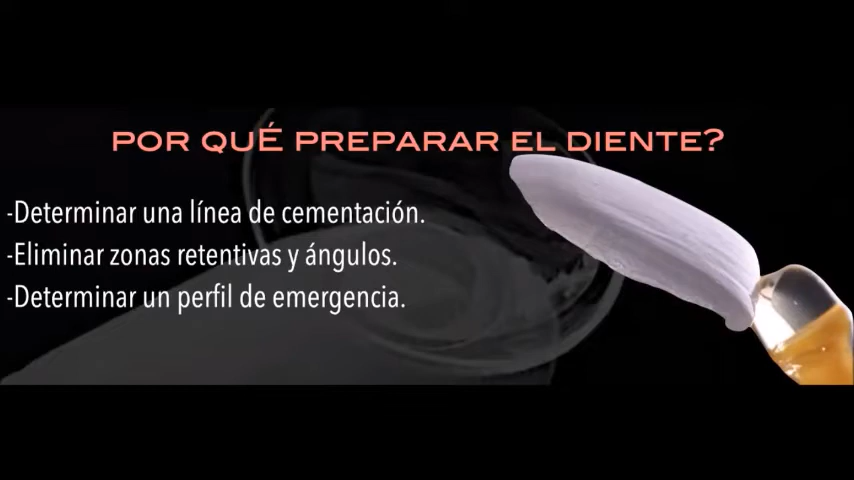 POR QUÉ PREPARAR EL DIENTE?
-Determinar una línea de cementación.
-Eliminar zonas retentivas y ángulos.
-Determinar un perfil de emergencia.